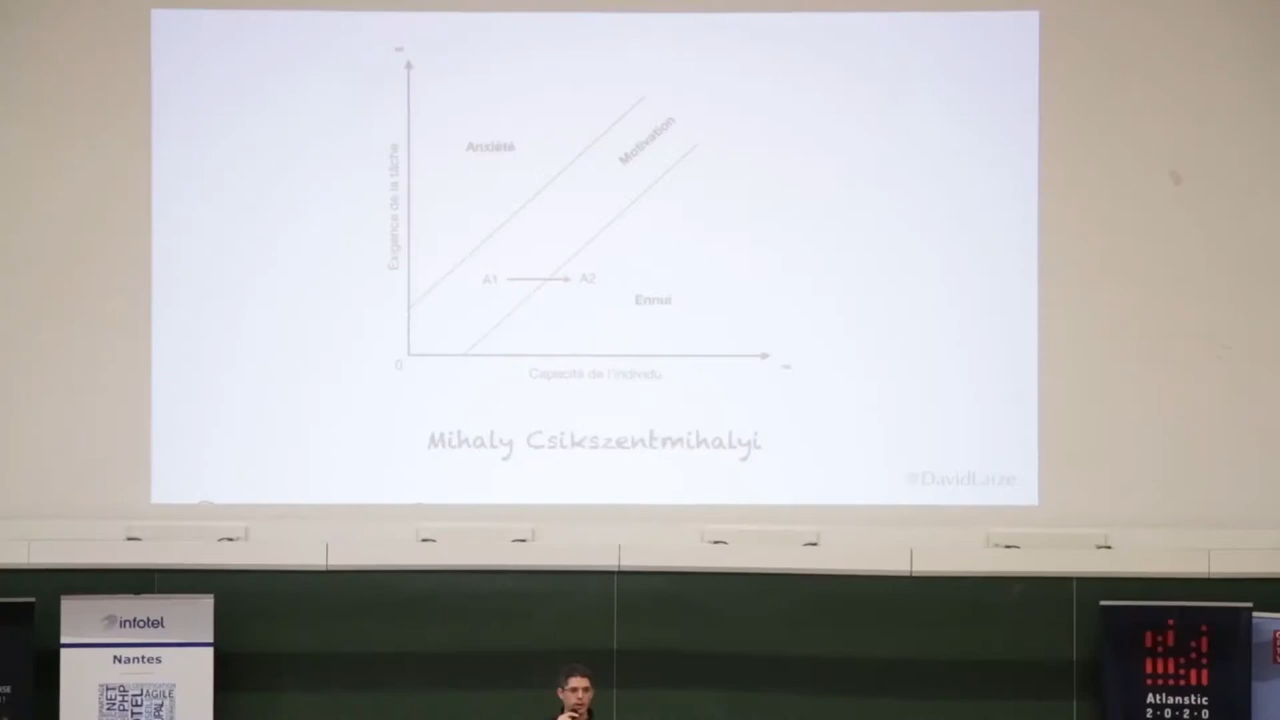 Exigence de la tâche
Anxiété
Motivation
A1
A2
Ennui
0
Capacité de l'individu
Mihaly Csikszentmihalyi
@DavidLaize
infotel
Nantes
AGILE
.NET
PHP
Atlanstic
2·0·2·0